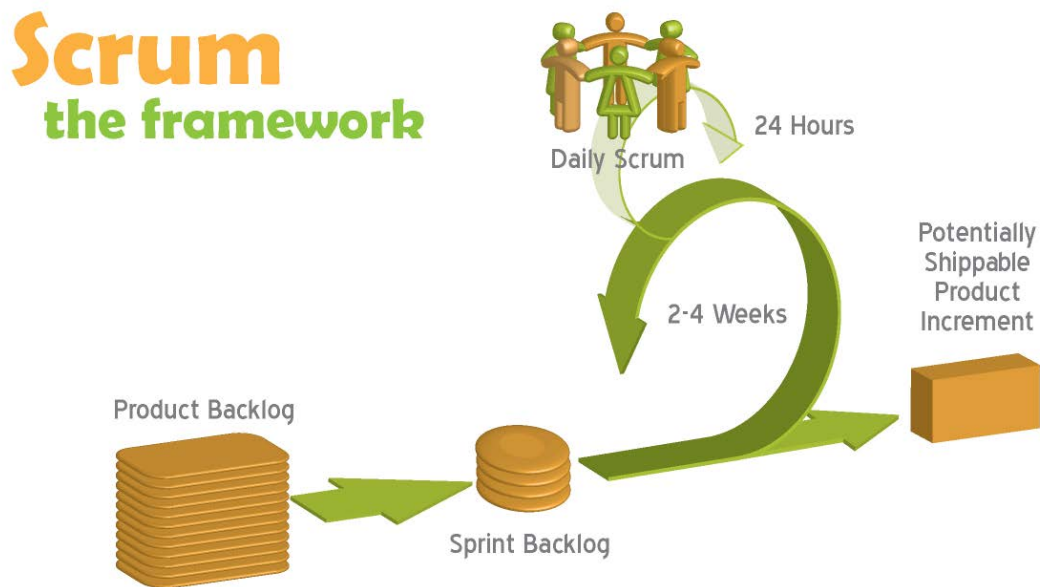 Scrum
the framework
24 Hours
Daily Scrum
Potentially
Shippable
Product
Increment
2-4 Weeks
Product Backlog
Sprint Backlog